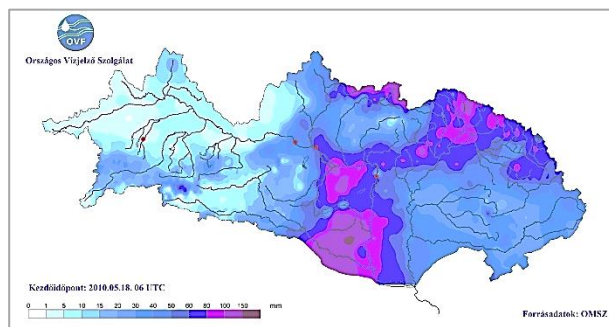 OVF
Országos Vízjelző Szolgálat
Kezdőidőpont: 2010.05.18. 06 UTC
0 1 5 10 15 20 30 50 60 80 100 150 mm
Forrásadatok: OMSZ